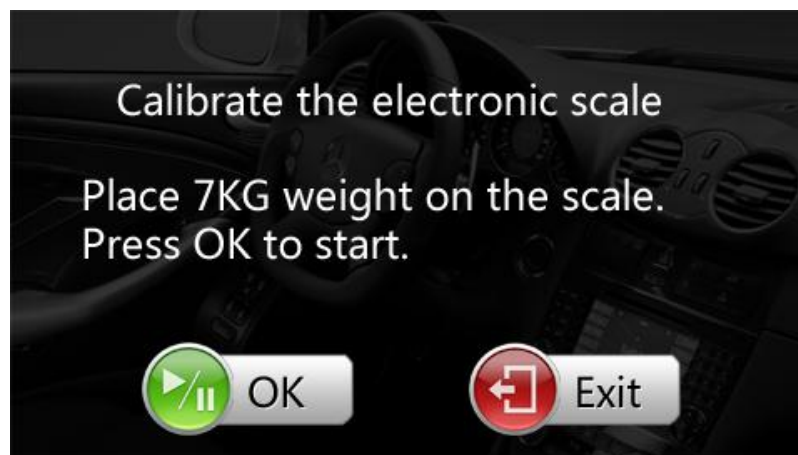 Calibrate the electronic scale
Place 7KG weight on the scale.
Press OK to start.
OK
Exit